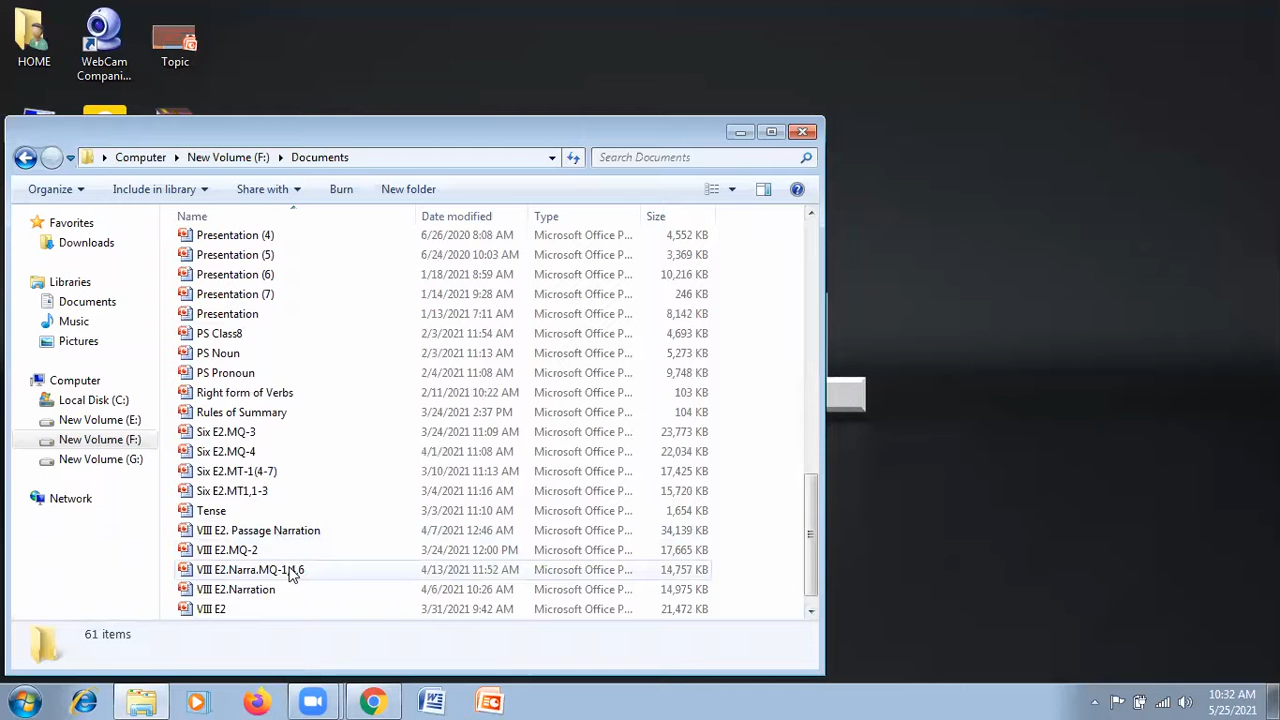 HOME
WebCam
Compani...
Topic
Computer
New Volume (F:)
Documents
Search Documents
Organize
Include in library
Share with
Burn
New folder
Favorites
Downloads
Libraries
Documents
Music
Pictures
Computer
Local Disk (C:)
New Volume (E:)
New Volume (F:)
New Volume (G:)
Network
Name Date modified Type Size
Presentation (4) 6/26/2020 8:08 AM Microsoft Office P... 4,552 KB
Presentation (5) 6/24/2020 10:03 AM Microsoft Office P... 3,369 KB
Presentation (6) 1/18/2021 8:59 AM Microsoft Office P... 10,216 KB
Presentation (7) 1/14/2021 9:28 AM Microsoft Office P... 246 KB
Presentation 1/13/2021 7:11 AM Microsoft Office P... 8,142 KB
PS Class8 2/3/2021 11:54 AM Microsoft Office P... 4,693 KB
PS Noun 2/3/2021 11:13 AM Microsoft Office P... 5,273 KB
PS Pronoun 2/4/2021 11:08 AM Microsoft Office P... 9,748 KB
Right form of Verbs 2/11/2021 10:22 AM Microsoft Office P... 103 KB
Rules of Summary 3/24/2021 2:37 PM Microsoft Office P... 104 KB
Six E2.MQ-3 3/24/2021 11:09 AM Microsoft Office P... 23,773 KB
Six E2.MQ-4 4/1/2021 11:08 AM Microsoft Office P... 22,034 KB
Six E2.MT-1(4-7) 3/10/2021 11:13 AM Microsoft Office P... 17,425 KB
Six E2.MT1,1-3 3/4/2021 11:16 AM Microsoft Office P... 15,720 KB
Tense 3/3/2021 11:10 AM Microsoft Office P... 1,654 KB
VIII E2. Passage Narration 4/7/2021 12:46 AM Microsoft Office P... 34,139 KB
VIII E2.MQ-2 3/24/2021 12:00 PM Microsoft Office P... 17,665 KB
VIII 4/13/2021 11:52 AM Microsoft Office P... 14,757 KB
VIII E2.Narration 4/6/2021 10:26 AM Microsoft Office P... 14,975 KB
VIII E2 3/31/2021 9:42 AM Microsoft Office P... 21,472 KB
61 items
10:32 AM
5/25/2021